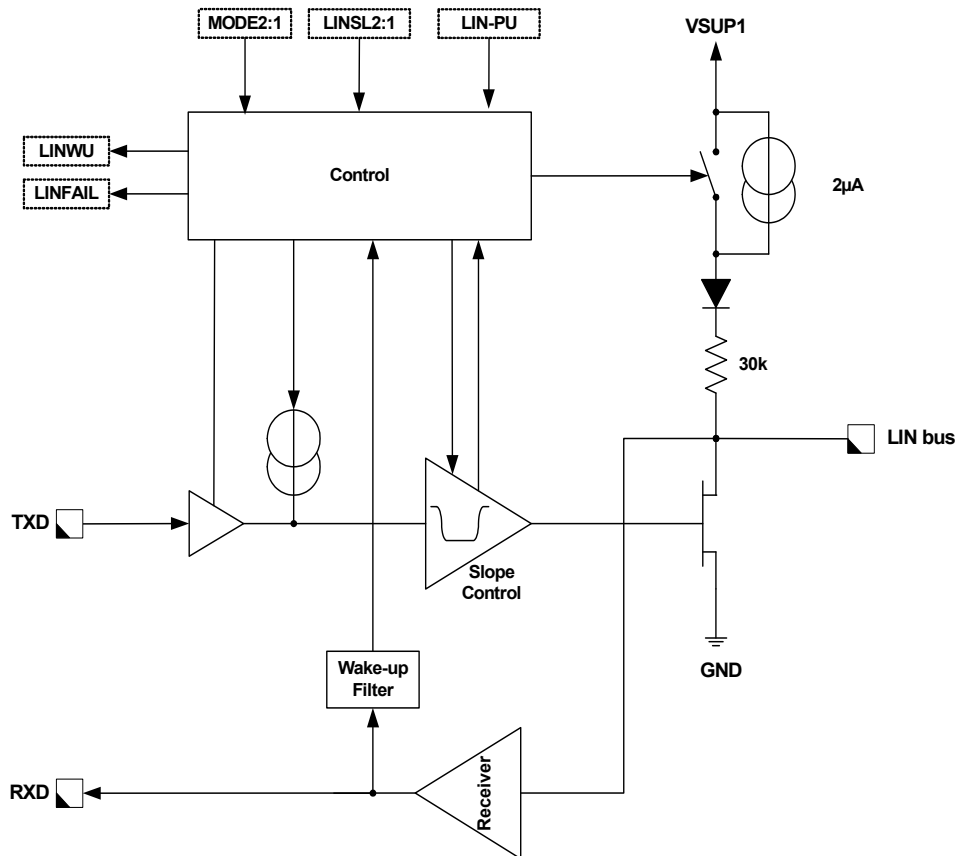 MODE2:1
LINSL2:1
LIN-PU
VSUP1
LINWU
LINFAIL
Control
2µA
30k
LIN bus
TXD
Slope
Control
Wake-up
Filter
GND
RXD
Receiver